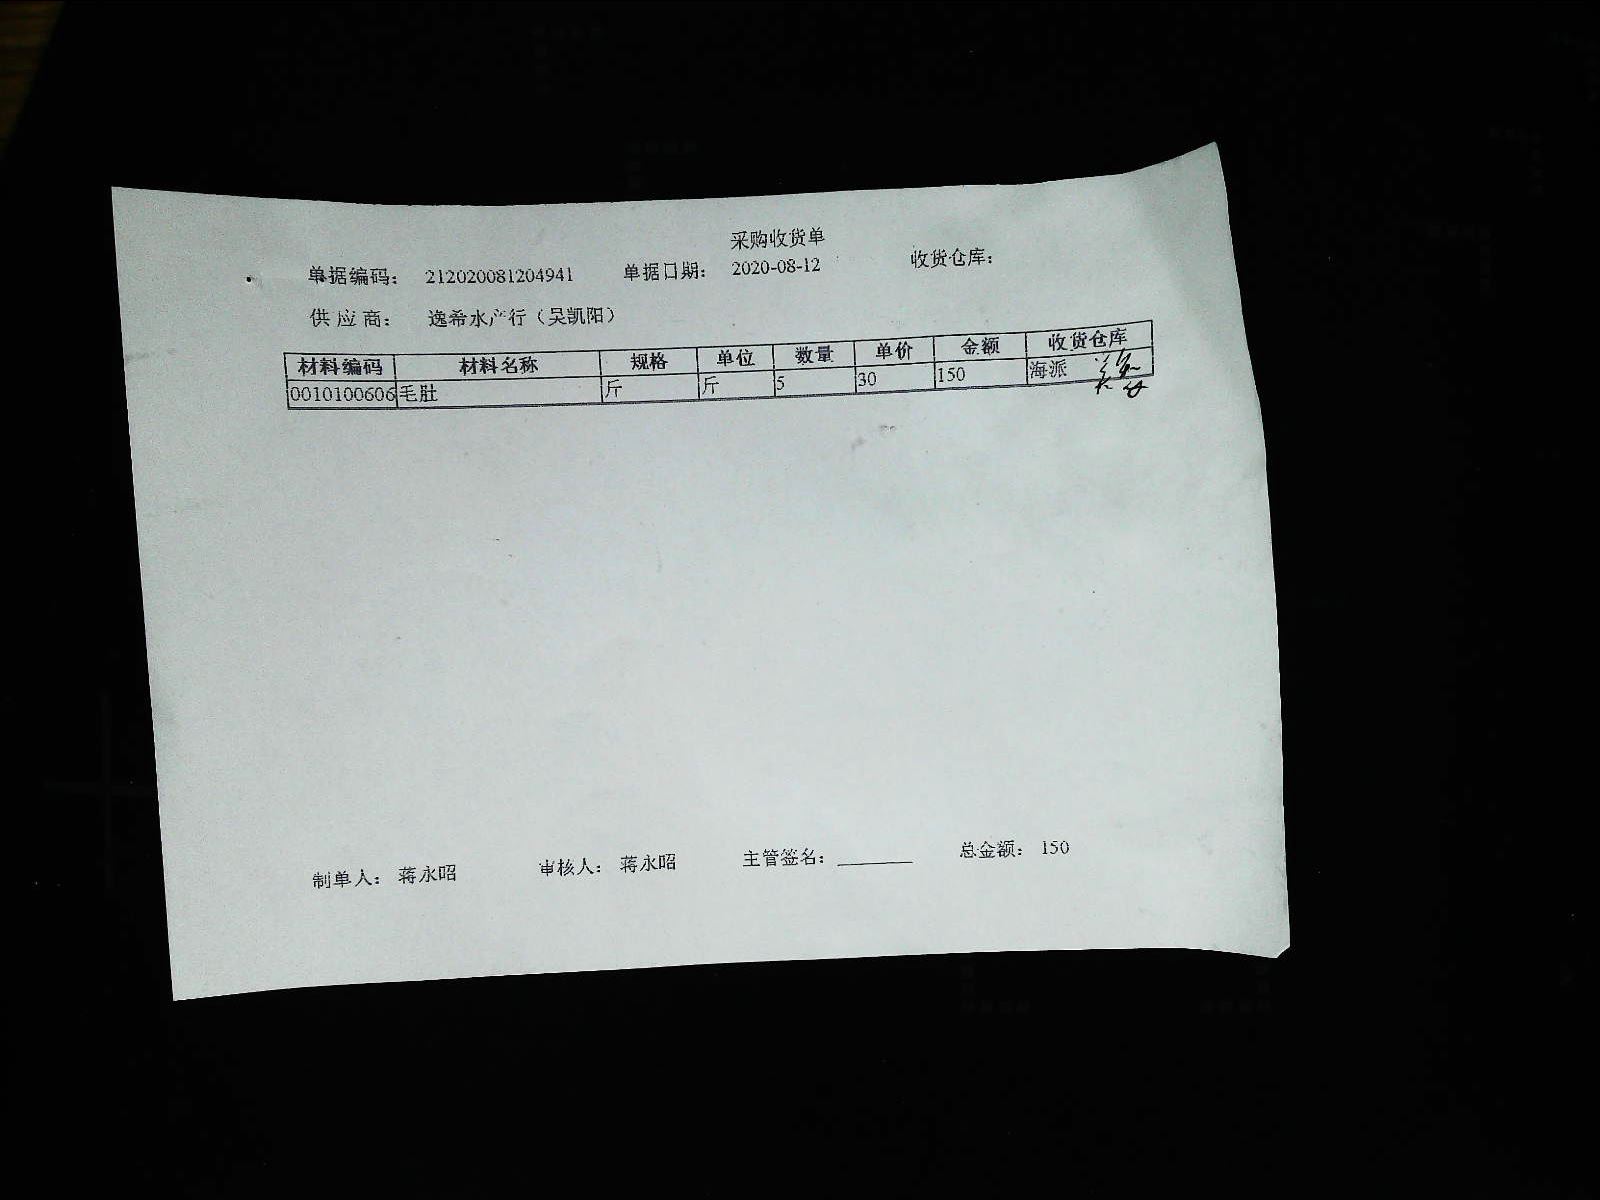 采购收货单
单据编码： 212020081204941 单据日期： 2020-08-12 收货仓库：
供 应 商： 逸希水产行（吴凯阳）
材料编码 材料名称 规格 单位 数量 单价 金额 收货仓库
0010100606 毛肚 斤 斤 5 30 150 海派
制单人： 蒋永昭 审核人： 蒋永昭 主管签名： 总金额： 150